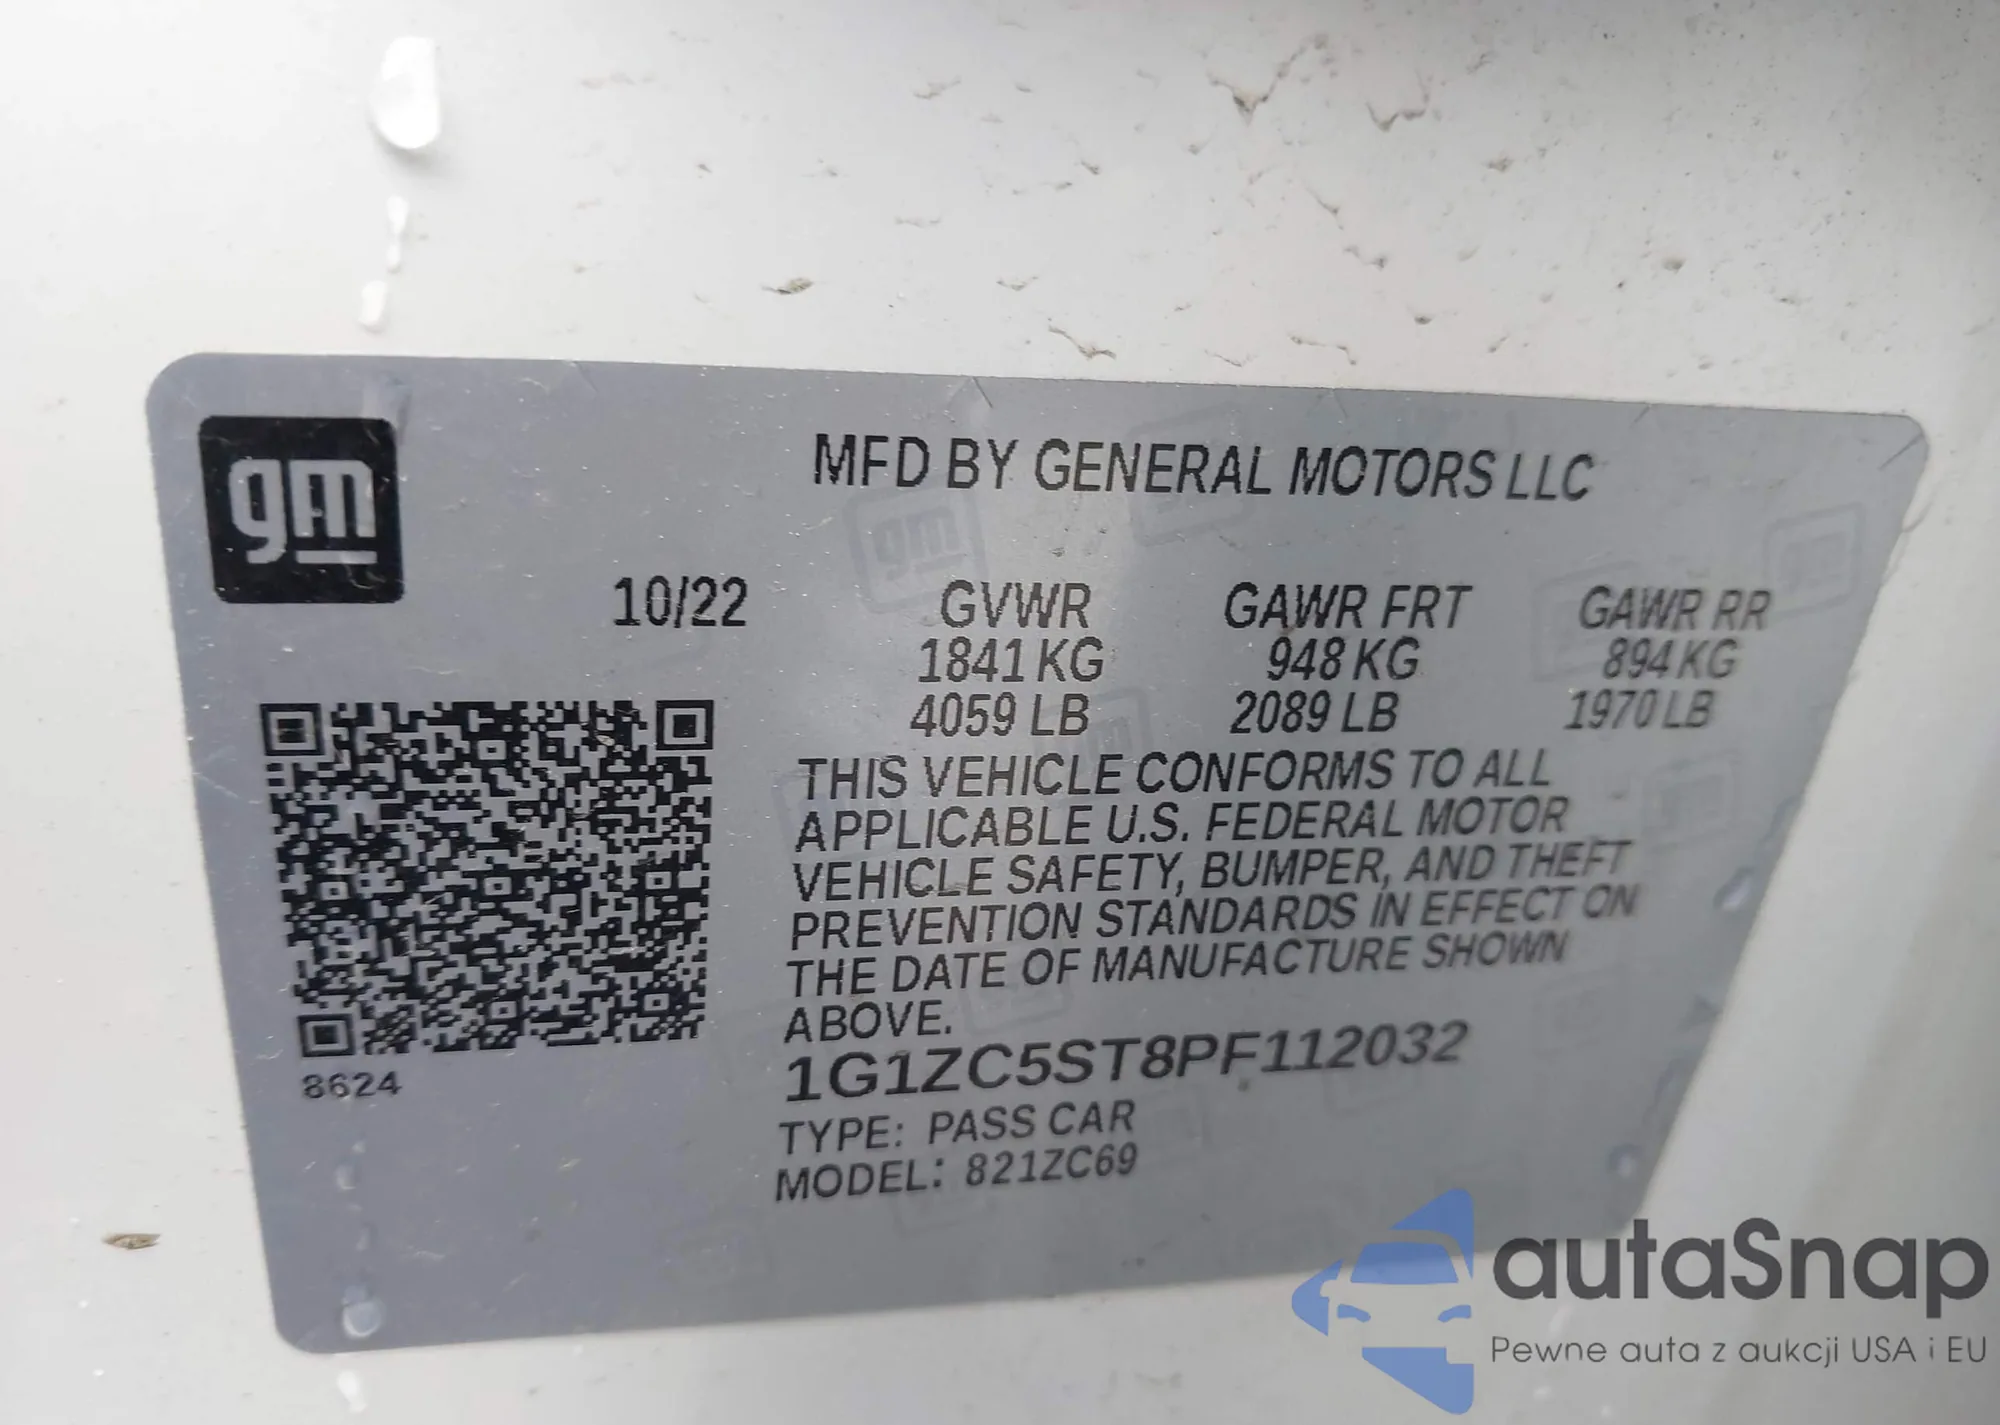 gm
MFD BY GENERAL MOTORS LLC
10/22 GVWR GAWR FRT GAWR RR
1841 KG 948 KG 894 KG
4059 LB 2089 LB 1970 LB
THIS VEHICLE CONFORMS TO ALL
APPLICABLE U.S. FEDERAL MOTOR
VEHICLE SAFETY, BUMPER, AND THEFT
PREVENTION STANDARDS IN EFFECT ON
THE DATE OF MANUFACTURE SHOWN
ABOVE.
1G1ZC5ST8PF112032
8624
TYPE: PASS CAR
MODEL: 821ZC69
autaSnap
Pewne auta z aukcji USA i EU